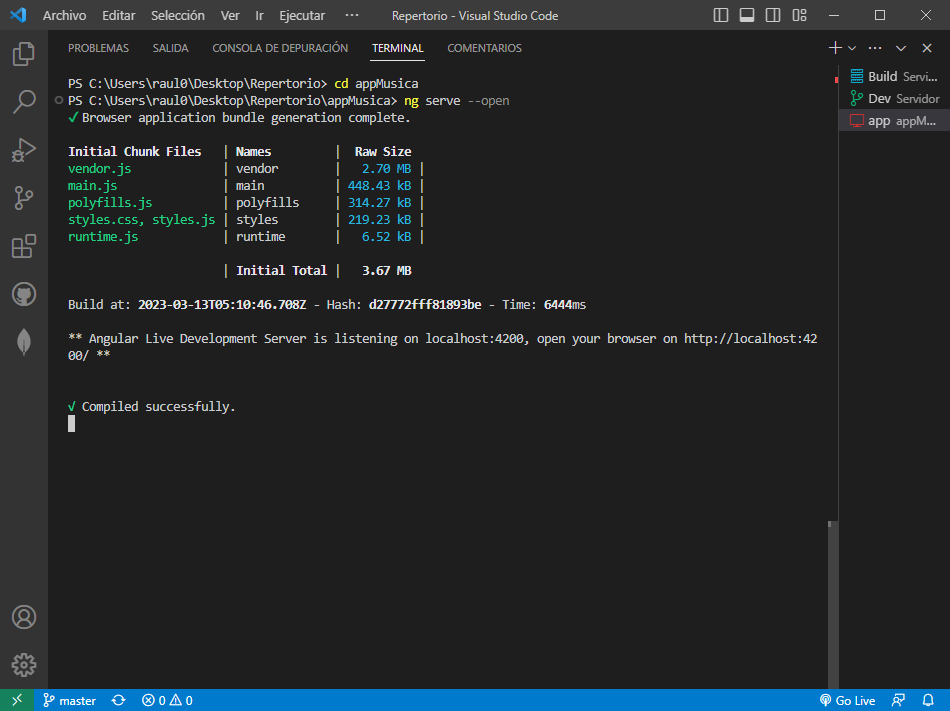 Archivo Editar Selección Ver Ir Ejecutar ··· Repertorio - Visual Studio Code
PROBLEMAS SALIDA CONSOLA DE DEPURACIÓN TERMINAL COMENTARIOS
PS C:\Users\raul0\Desktop\Repertorio> cd appMusica
PS C:\Users\raul0\Desktop\Repertorio\appMusica> ng serve --open
✓ Browser application bundle generation complete.
Initial Chunk Files | Names | Raw Size
vendor.js | vendor | 2.70 MB |
main.js | main | 448.43 kB |
polyfills.js | polyfills | 314.27 kB |
styles.css, styles.js | styles | 219.23 kB |
runtime.js | runtime | 6.52 kB |
| Initial Total | 3.67 MB
Build at: 2023-03-13T05:10:46.708Z - Hash: d27772fff81893be - Time: 6444ms
** Angular Live Development Server is listening on localhost:4200, open your browser on http://localhost:42
00/ **
√ Compiled successfully.
Build Servi...
Dev Servidor
app appM...
master 0 0 Go Live